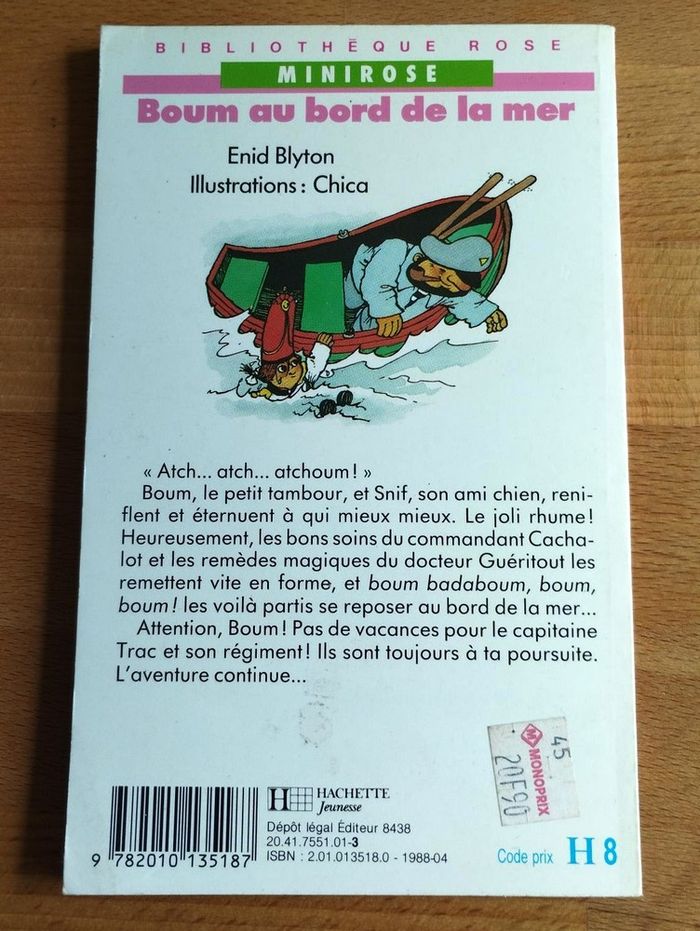 BIBLIOTHÈQUE ROSE
MINIROSE
Boum au bord de la mer
Enid Blyton
Illustrations : Chica
« Atch... atch... atchoum ! »
Boum, le petit tambour, et Snif, son ami chien, reni-
flent et éternuent à qui mieux mieux. Le joli rhume !
Heureusement, les bons soins du commandant Cacha-
lot et les remèdes magiques du docteur Guéritout les
remettent vite en forme, et boum badaboum, boum,
boum ! les voilà partis se reposer au bord de la mer...
Attention, Boum ! Pas de vacances pour le capitaine
Trac et son régiment ! Ils sont toujours à ta poursuite.
L'aventure continue...
45
M MONOPRIX
20F90
H HACHETTE
Jeunesse
Dépôt légal Éditeur 8438
20.41.7551.01-3
ISBN : 2.01.013518.0 - 1988-04
9 782010 135187
Code prix H 8